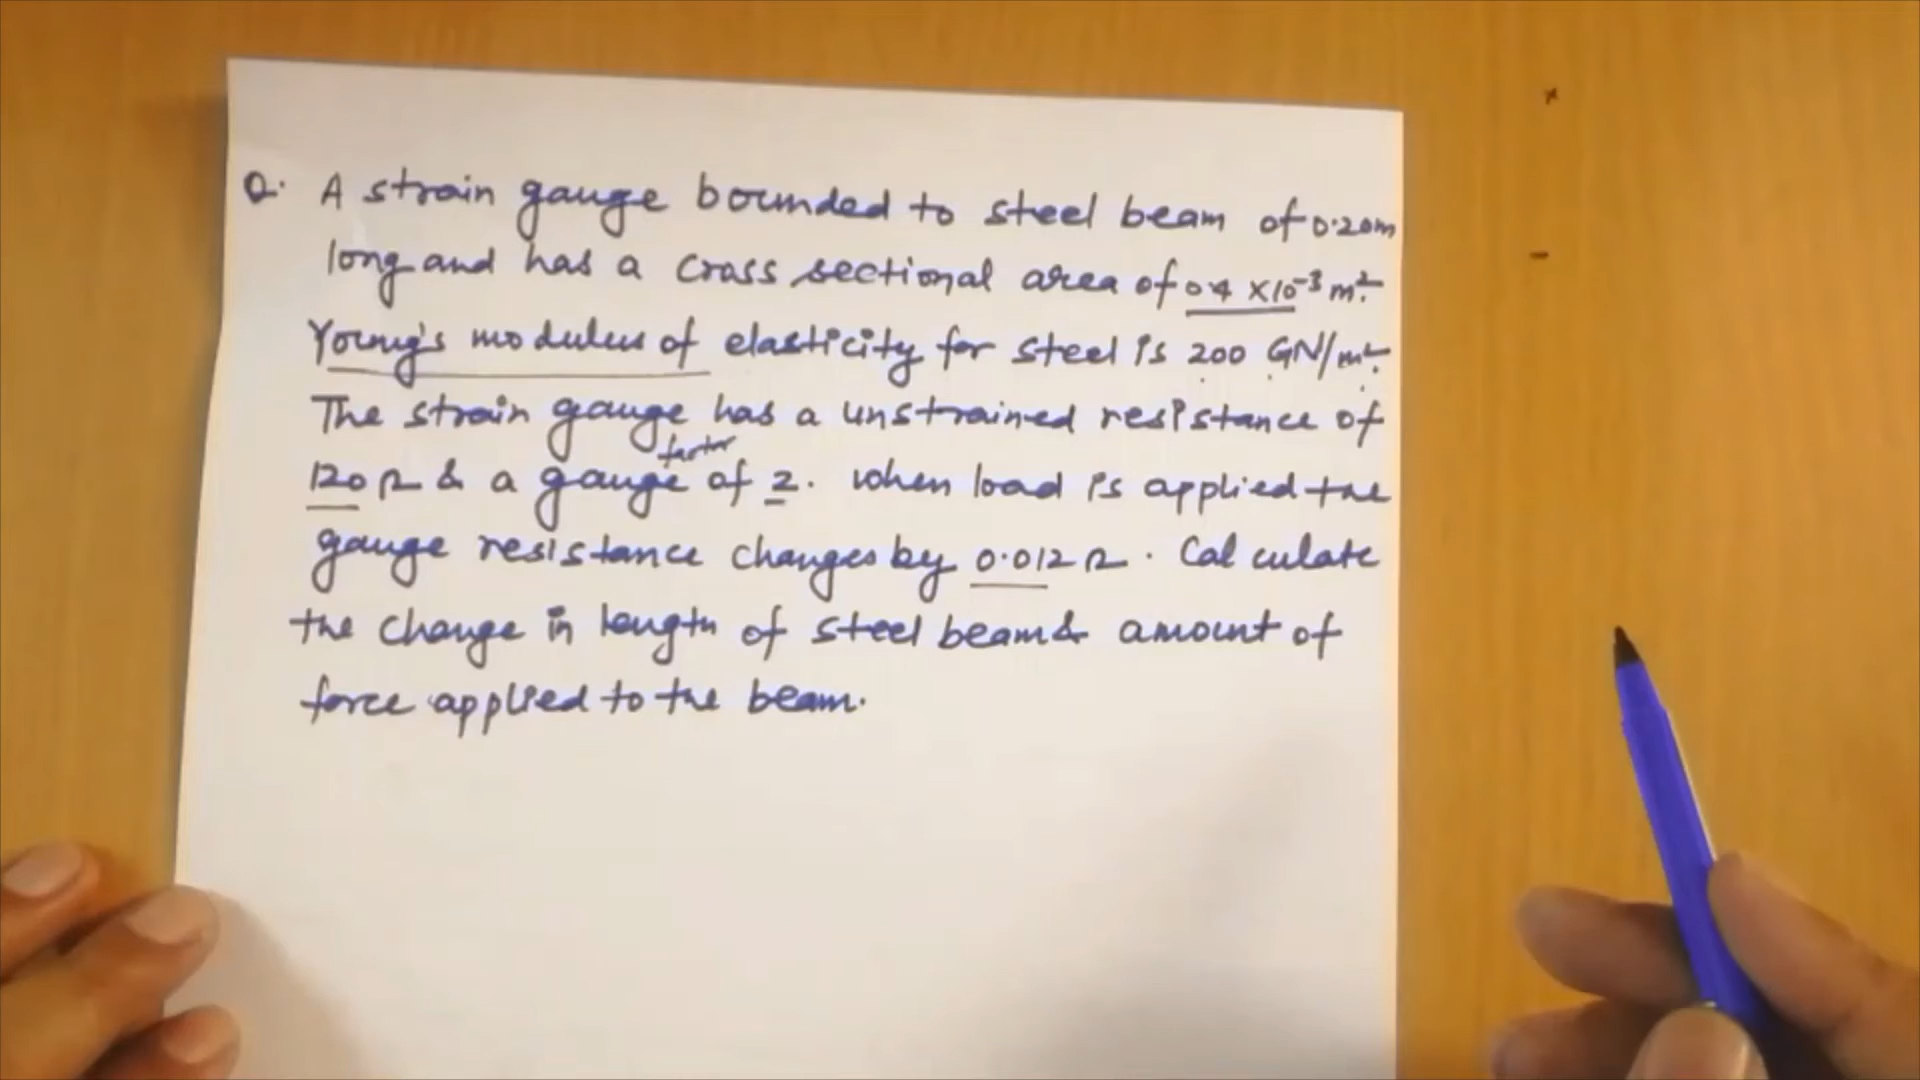 Q. A strain gauge bounded to steel beam of 0.20m
long and has a cross sectional area of 0.4 x10⁻³ m².
Young's modulus of elasticity for steel is 200 GN/m².
The strain gauge has a unstrained resistance of
factor
120 Ω & a gauge of 2. When load is applied the
gauge resistance changes by 0.012 Ω. Calculate
the change in length of steel beam & amount of
force applied to the beam.